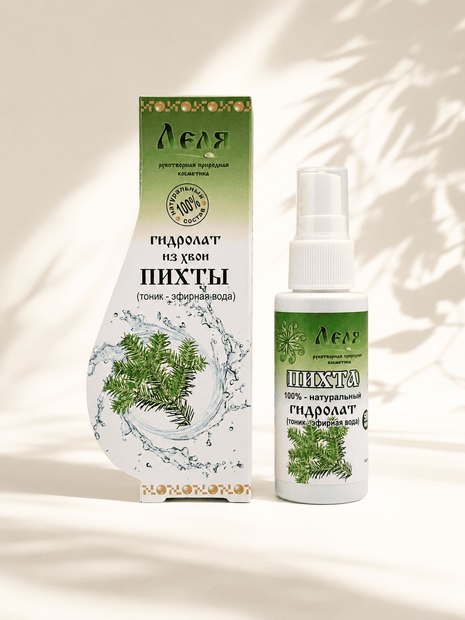 Леля
рукотворная природная
косметика
натуральный
100%
состав
гидролат
из хвои
пихты
(тоник - эфирная вода)
Леля
рукотворная природная
косметика
пихта
100% - натуральный
гидролат
(тоник -эфирная вода)